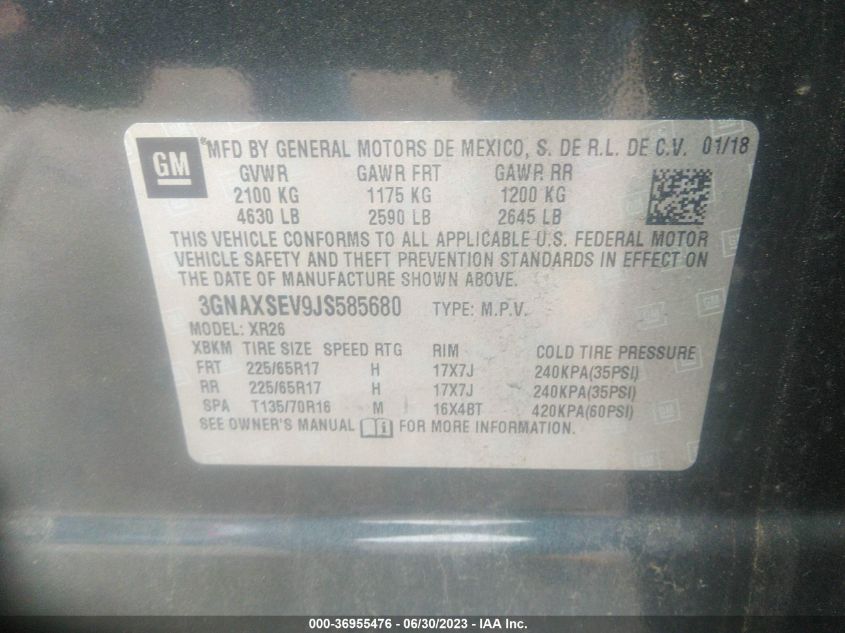 GM *MFD BY GENERAL MOTORS DE MEXICO, S. DE R.L. DE C.V. 01/18
GVWR GAWR FRT GAWR RR
2100 KG 1175 KG 1200 KG
4630 LB 2590 LB 2645 LB
THIS VEHICLE CONFORMS TO ALL APPLICABLE U.S. FEDERAL MOTOR
VEHICLE SAFETY AND THEFT PREVENTION STANDARDS IN EFFECT ON
THE DATE OF MANUFACTURE SHOWN ABOVE.
3GNAXSEV9JS585680 TYPE: M.P.V.
MODEL: XR26
XBKM TIRE SIZE SPEED RTG RIM COLD TIRE PRESSURE
FRT 225/65R17 H 17X7J 240KPA(35PSI)
RR 225/65R17 H 17X7J 240KPA(35PSI)
SPA T135/70R16 M 16X4BT 420KPA(60PSI)
SEE OWNER'S MANUAL FOR MORE INFORMATION.
000-36955476 - 06/30/2023 - IAA Inc.